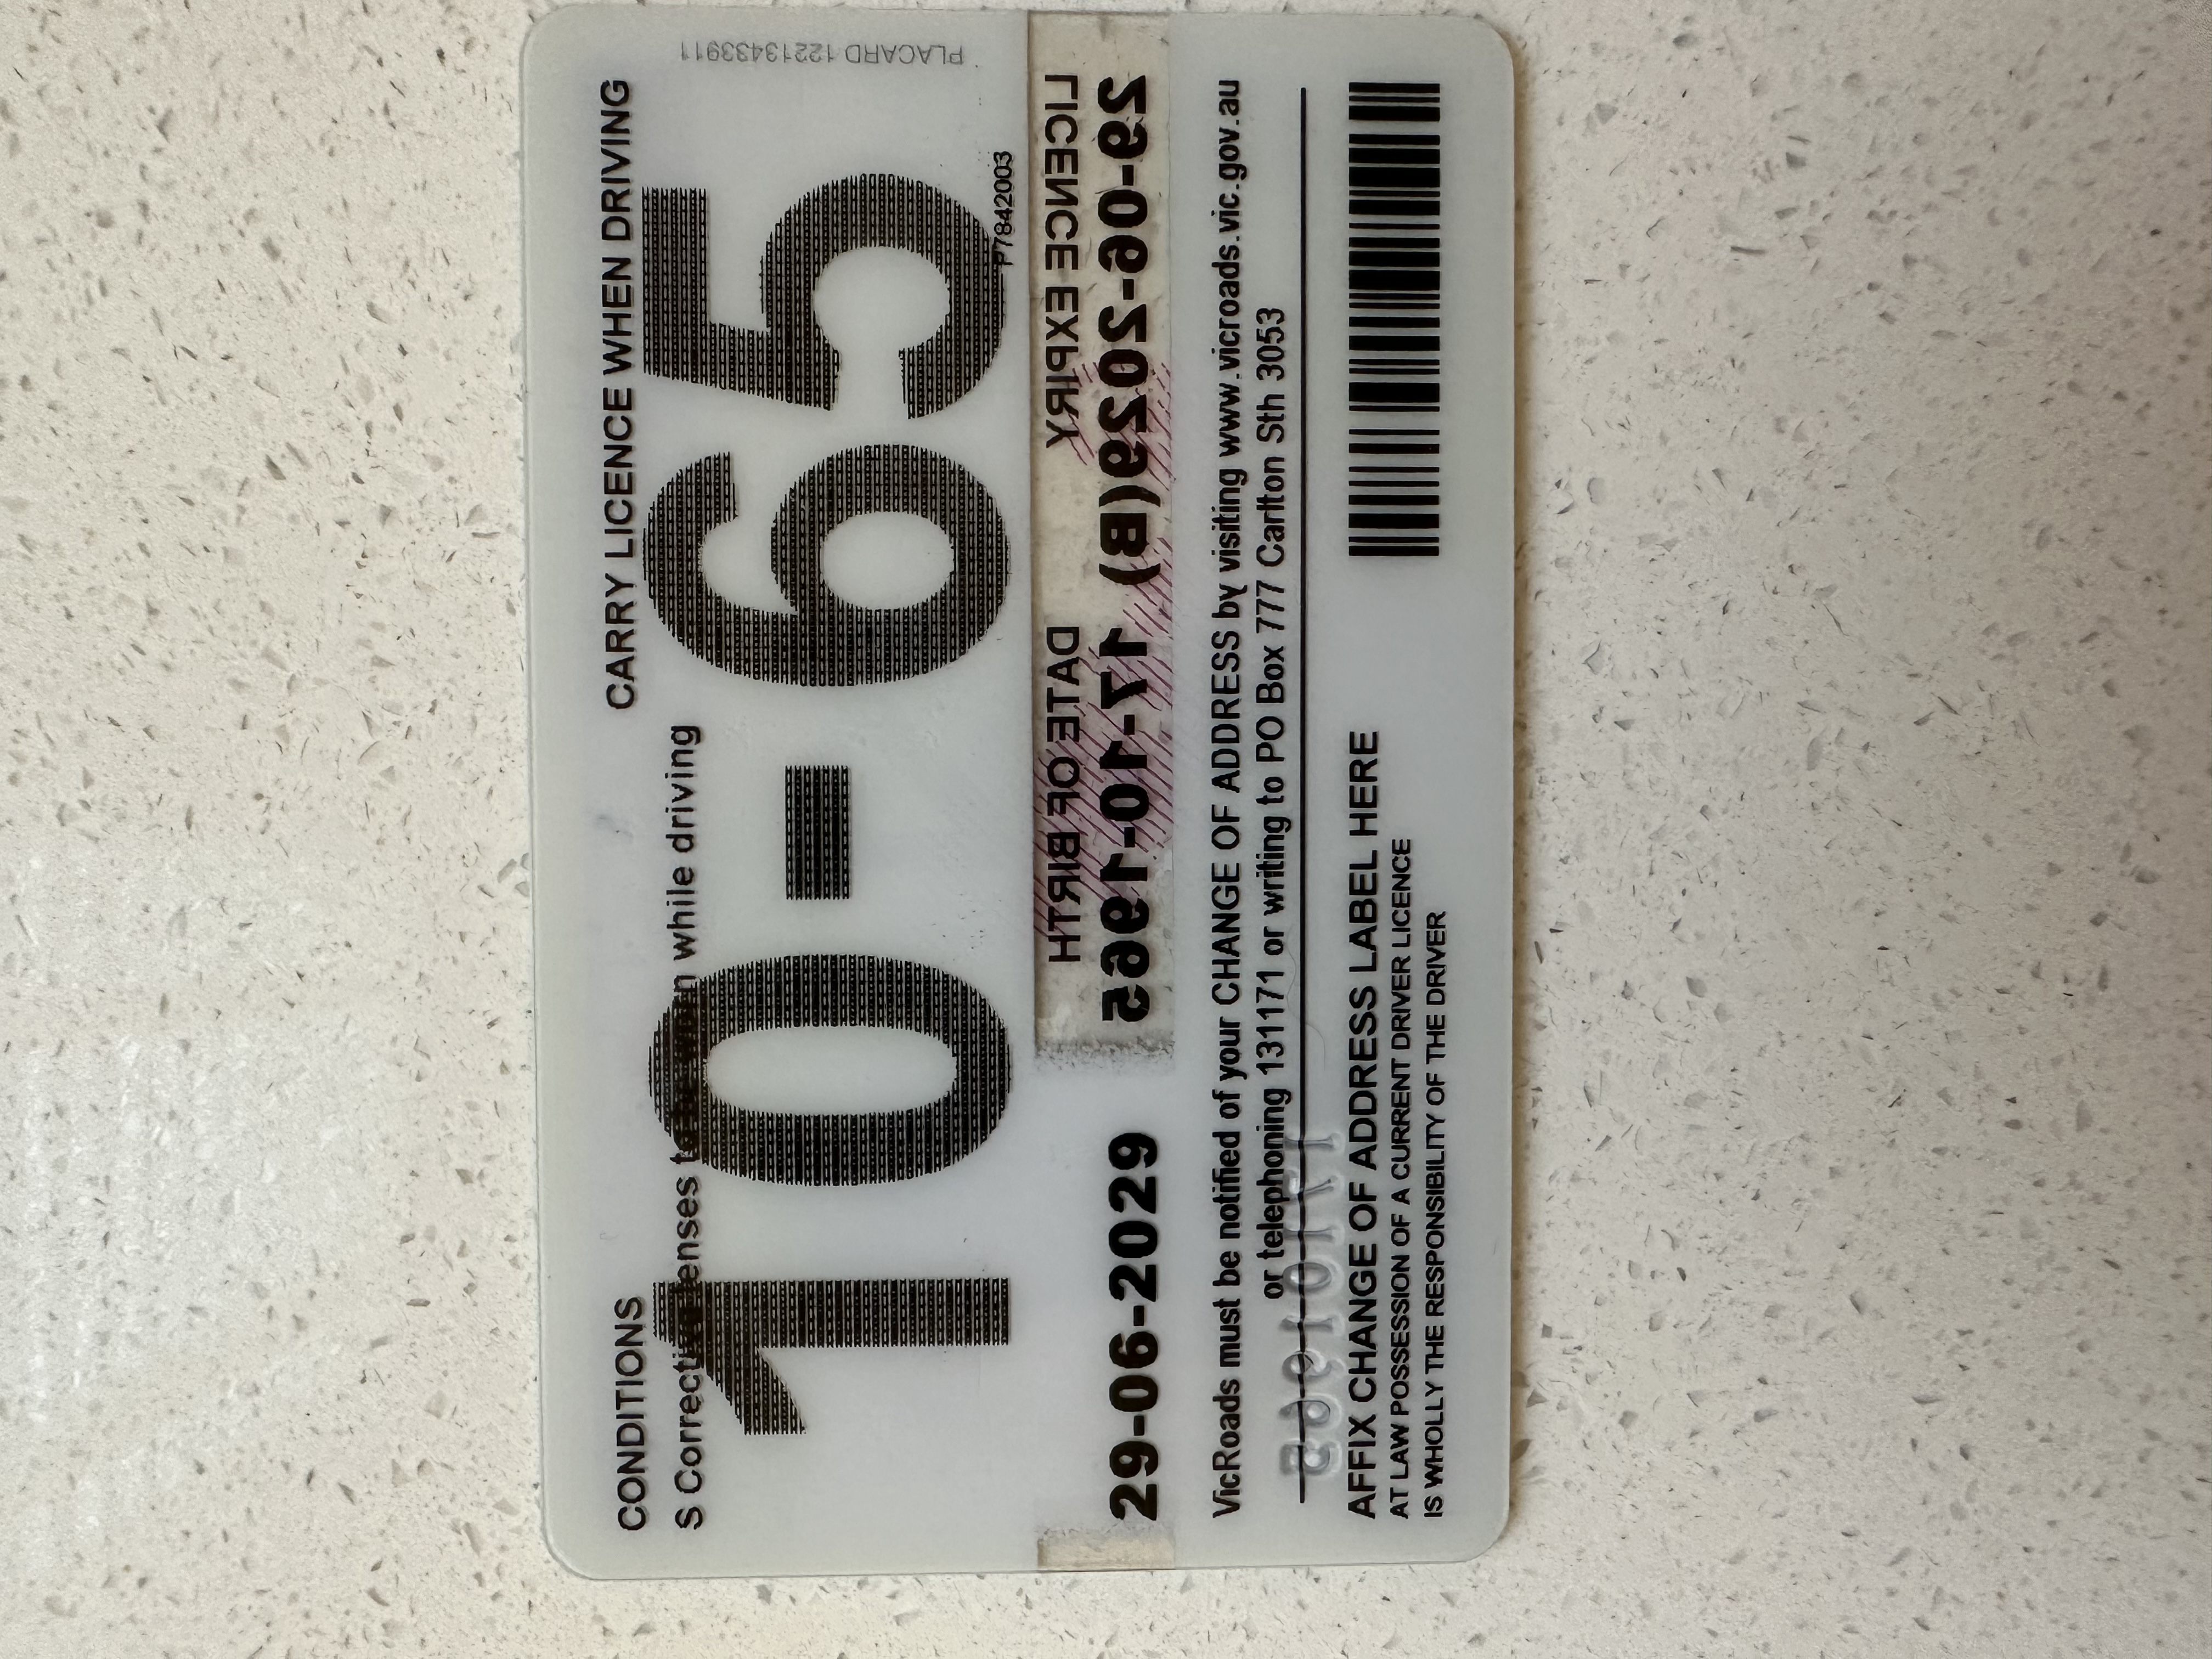 CONDITIONS
CARRY LICENCE WHEN DRIVING
S Corrective lenses to be worn while driving
10-65
PLACARD 1221343391 1
P7842003
LICENCE EXPIRY DATE OF BIRTH
29-06-2029(B) 17-10-1965
29-06-2029
VicRoads must be notified of your CHANGE OF ADDRESS by visiting www.vicroads.vic.gov.au
or telephoning 131171 or writing to PO Box 777 Carlton Sth 3053
17101965
AFFIX CHANGE OF ADDRESS LABEL HERE
AT LAW POSSESSION OF A CURRENT DRIVER LICENCE
IS WHOLLY THE RESPONSIBILITY OF THE DRIVER